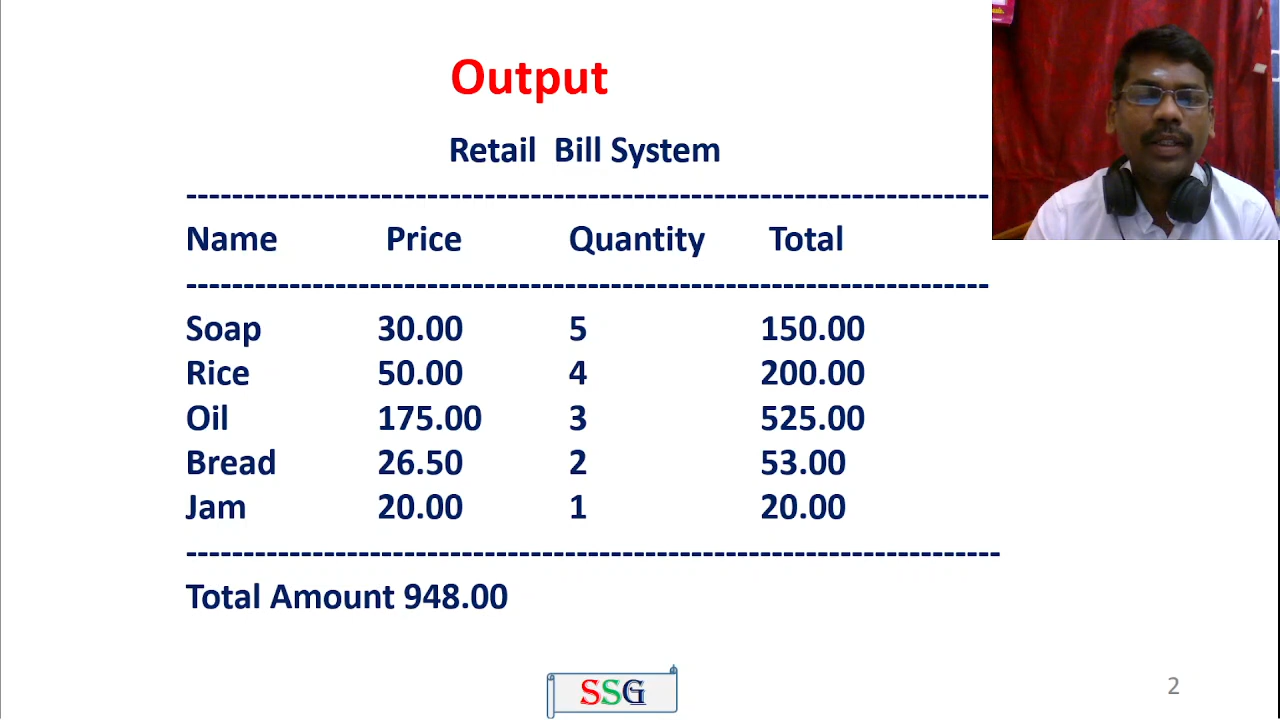 Output
Retail Bill System
--------------------------------------------------------------------
Name Price Quantity Total
--------------------------------------------------------------------
Soap 30.00 5 150.00
Rice 50.00 4 200.00
Oil 175.00 3 525.00
Bread 26.50 2 53.00
Jam 20.00 1 20.00
---------------------------------------------------------------------
Total Amount 948.00
SSG
2